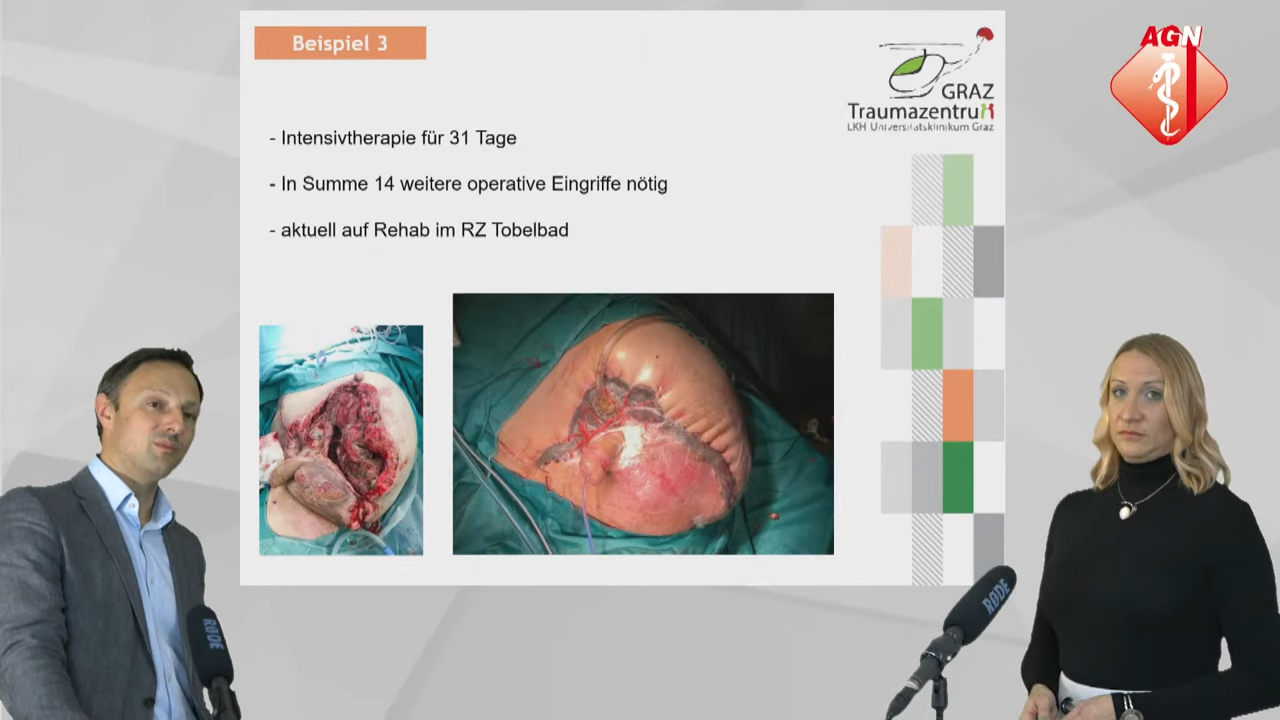 Beispiel 3
GRAZ
Traumazentrum
LKH Universitätsklinikum Graz
AGN
- Intensivtherapie für 31 Tage
- In Summe 14 weitere operative Eingriffe nötig
- aktuell auf Rehab im RZ Tobelbad
RØDE
RØDE